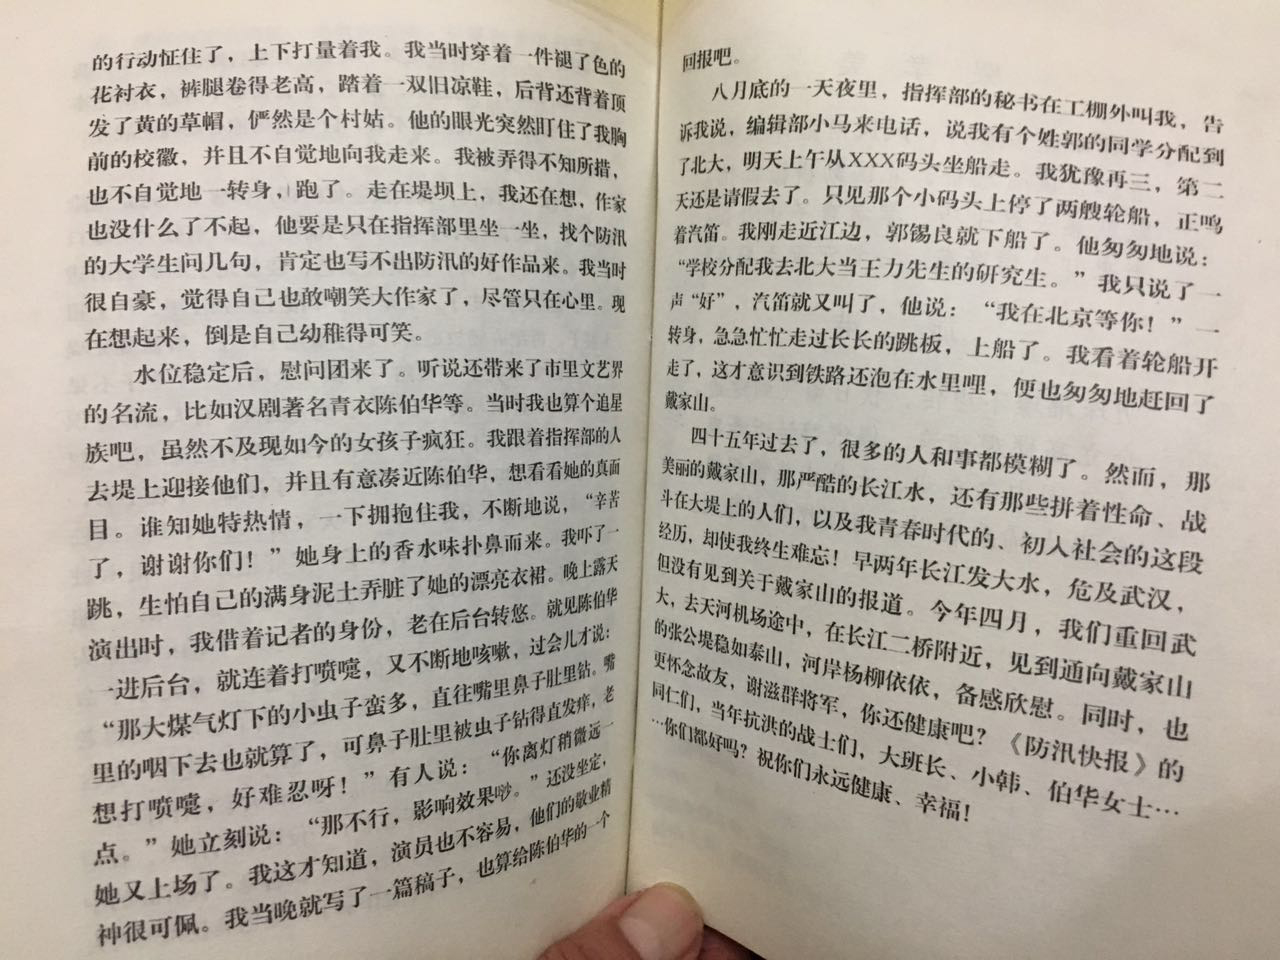 的行动怔住了，上下打量着我。我当时穿着一件褪了色的
花衬衣，裤腿卷得老高，踏着一双旧凉鞋，后背还背着顶
发了黄的草帽，俨然是个村姑。他的眼光突然盯住了我胸
前的校徽，并且不自觉地向我走来。我被弄得不知所措，
也不自觉地一转身，跑了。走在堤坝上，我还在想，作家
也没什么了不起，他要是只在指挥部里坐一坐，找个防汛
的大学生问几句，肯定也写不出防汛的好作品来。我当时
很自豪，觉得自己也敢嘲笑大作家了，尽管只在心里。现
在想起来，倒是自己幼稚得可笑。
水位稳定后，慰问团来了。听说还带来了市里文艺界
的名流，比如汉剧著名青衣陈伯华等。当时我也算个追星
族吧，虽然不及现如今的女孩子疯狂。我跟着指挥部的人
去堤上迎接他们，并且有意凑近陈伯华，想看看她的真面
目。谁知她特热情，一下拥抱住我，不断地说，“辛苦
了，谢谢你们！”她身上的香水味扑鼻而来。我吓了一
跳，生怕自己的满身泥土弄脏了她的漂亮衣裙。晚上露天
演出时，我借着记者的身份，老在后台转悠。就见陈伯华
一进后台，就连着打喷嚏，又不断地咳嗽，过会儿才说：
“那大煤气灯下的小虫子蛮多，直往嘴里鼻子肚里钻。嘴
里的咽下去也就算了，可鼻子肚里被虫子钻得直发痒，老
想打喷嚏，好难忍呀！”有人说：“你离灯稍微远一
点。”她立刻说：“那不行，影响效果唦。”还没坐定，
她又上场了。我这才知道，演员也不容易，他们的敬业精
神很可佩。我当晚就写了一篇稿子，也算给陈伯华的一个
回报吧。
八月底的一天夜里，指挥部的秘书在工棚外叫我，告
诉我说，编辑部小马来电话，说我有个姓郭的同学分配到
了北大，明天上午从XXX码头坐船走。我犹豫再三，第二
天还是请假去了。只见那个小码头上停了两艘轮船，正鸣
着汽笛。我刚走近江边，郭锡良就下船了。他匆匆地说：
“学校分配我去北大当王力先生的研究生。”我只说了一
声“好”，汽笛就又叫了，他说：“我在北京等你！”一
转身，急急忙忙走过长长的跳板，上船了。我看着轮船开
走了，这才意识到铁路还泡在水里哩，便也匆匆地赶回了
戴家山。
四十五年过去了，很多的人和事都模糊了。然而，那
美丽的戴家山，那严酷的长江水，还有那些拼着性命、战
斗在大堤上的人们，以及我青春时代的、初入社会的这段
经历，却使我终生难忘！早两年长江发大水，危及武汉，
但没有见到关于戴家山的报道。今年四月，我们重回武
大，去天河机场途中，在长江二桥附近，见到通向戴家山
的张公堤稳如泰山，河岸杨柳依依，备感欣慰。同时，也
更怀念故友，谢滋群将军，你还健康吧？《防汛快报》的
同仁们，当年抗洪的战士们，大班长、小韩、伯华女士…
…你们都好吗？祝你们永远健康、幸福！